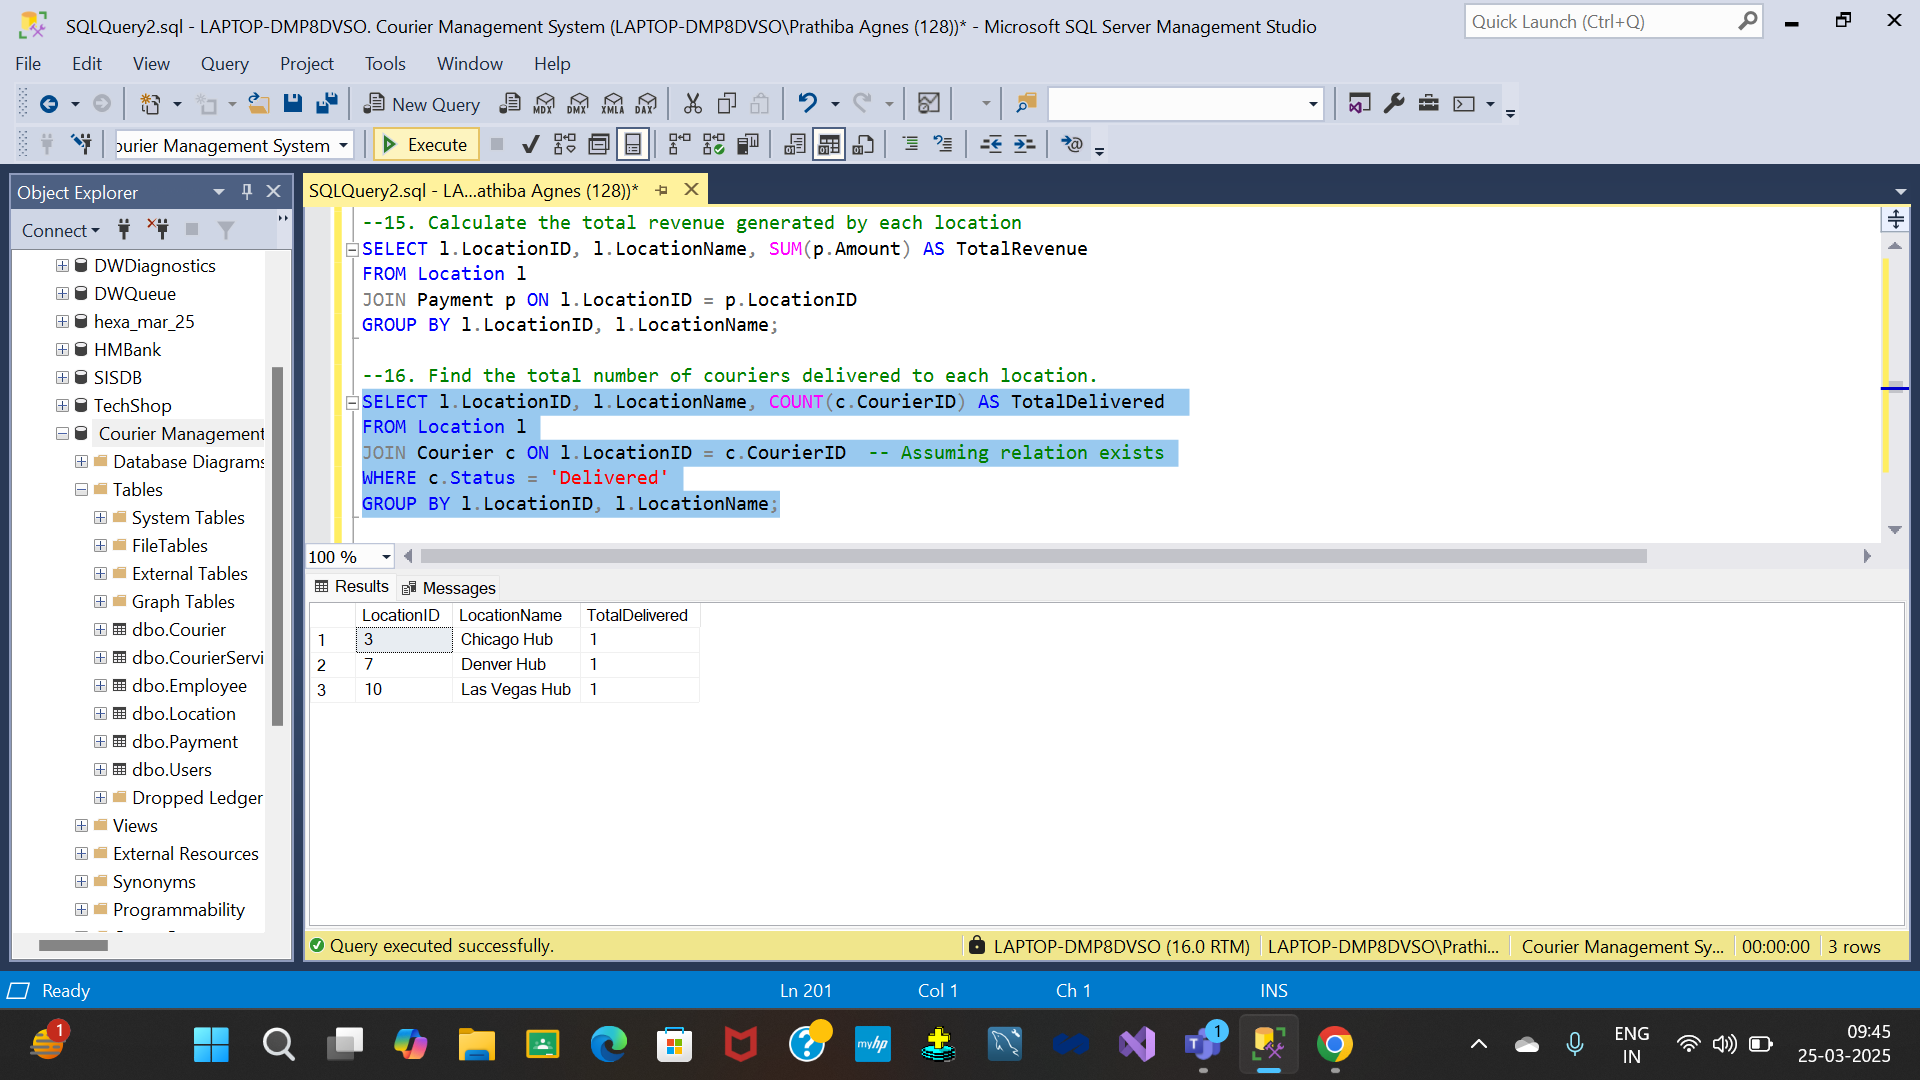 SQLQuery2.sql - LAPTOP-DMP8DVSO. Courier Management System (LAPTOP-DMP8DVSO\Prathiba Agnes (128))* - Microsoft SQL Server Management Studio
Quick Launch (Ctrl+Q)
File Edit View Query Project Tools Window Help
New Query MDX DMX XMLA DAX
ourier Management System Execute
Object Explorer
SQLQuery2.sql - LA...athiba Agnes (128))*
Connect
DWDiagnostics
DWQueue
hexa_mar_25
HMBank
SISDB
TechShop
Courier Management
Database Diagrams
Tables
System Tables
FileTables
External Tables
Graph Tables
dbo.Courier
dbo.CourierServi
dbo.Employee
dbo.Location
dbo.Payment
dbo.Users
Dropped Ledger
Views
External Resources
Synonyms
Programmability
--15. Calculate the total revenue generated by each location
SELECT l.LocationID, l.LocationName, SUM(p.Amount) AS TotalRevenue
FROM Location l
JOIN Payment p ON l.LocationID = p.LocationID
GROUP BY l.LocationID, l.LocationName;
--16. Find the total number of couriers delivered to each location.
SELECT l.LocationID, l.LocationName, COUNT(c.CourierID) AS TotalDelivered
FROM Location l
JOIN Courier c ON l.LocationID = c.CourierID -- Assuming relation exists
WHERE c.Status = 'Delivered'
GROUP BY l.LocationID, l.LocationName;
100 %
Results Messages
LocationID LocationName TotalDelivered
1 3 Chicago Hub 1
2 7 Denver Hub 1
3 10 Las Vegas Hub 1
Query executed successfully. LAPTOP-DMP8DVSO (16.0 RTM) LAPTOP-DMP8DVSO\Prathi... Courier Management Sy... 00:00:00 3 rows
Ready Ln 201 Col 1 Ch 1 INS
1
myhp
1
ENG
IN
09:45
25-03-2025